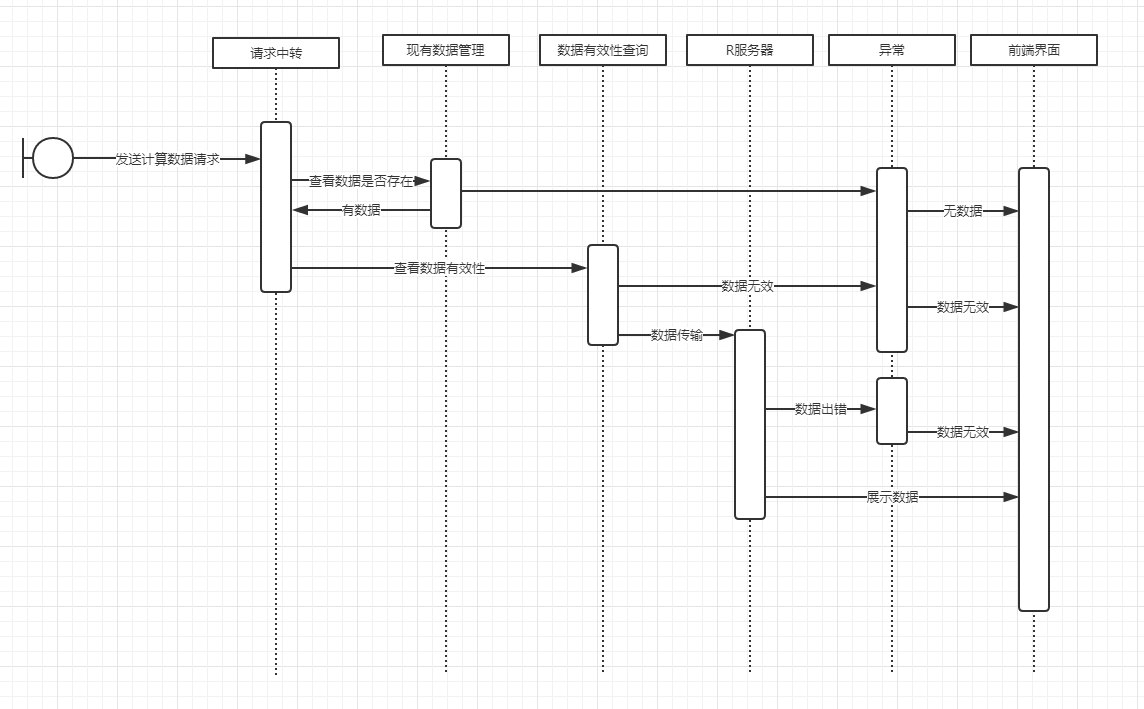 请求中转
现有数据管理
数据有效性查询
R服务器
异常
前端界面
发送计算数据请求
查看数据是否存在
有数据
无数据
查看数据有效性
数据无效
数据无效
数据传输
数据出错
数据无效
展示数据